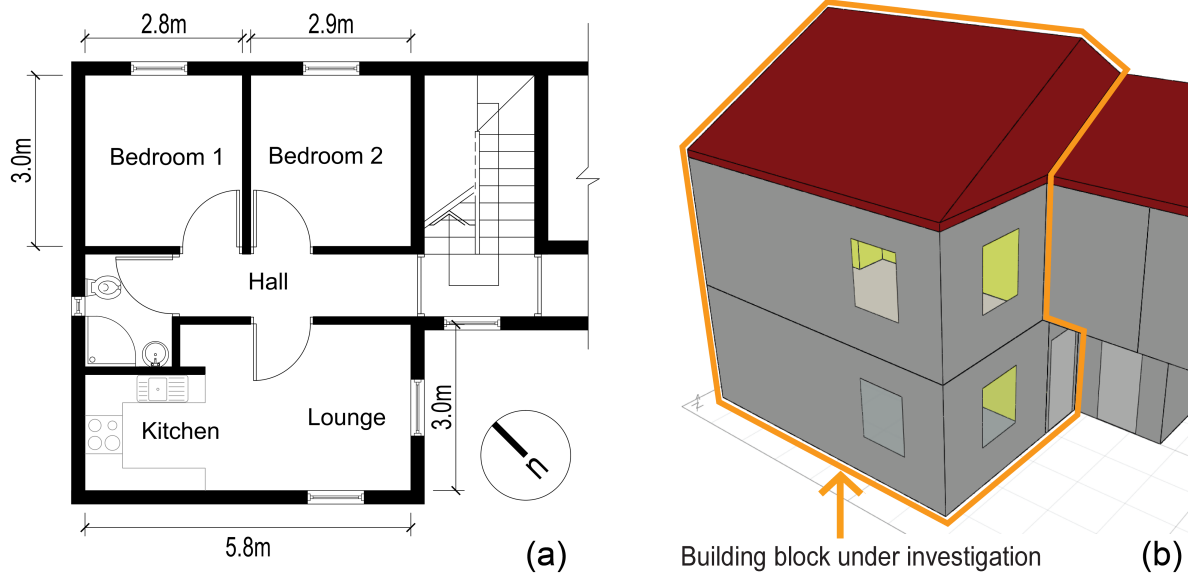 2.8m
2.9m
3.0m
Bedroom 1
Bedroom 2
Hall
Kitchen
Lounge
3.0m
n
5.8m
(a)
N
Building block under investigation
(b)